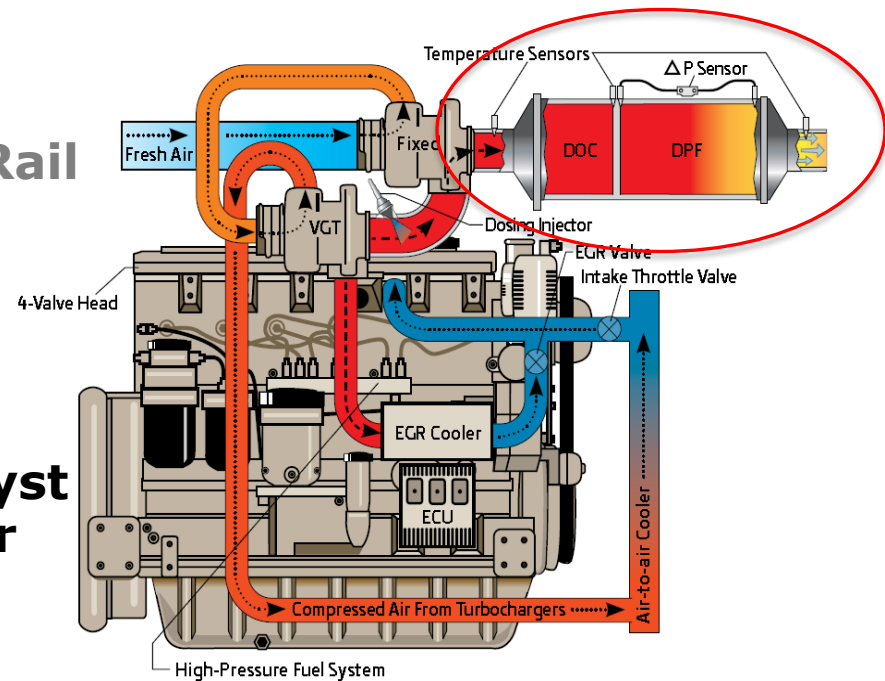 Temperature Sensors
Δ P Sensor
Rail
Fresh Air
Fixed
DOC
DPF
VGT
Dosing Injector
EGR Valve
Intake Throttle Valve
4-Valve Head
EGR Cooler
yst
r
ECU
Air-to-air Cooler
Compressed Air From Turbochargers
High-Pressure Fuel System